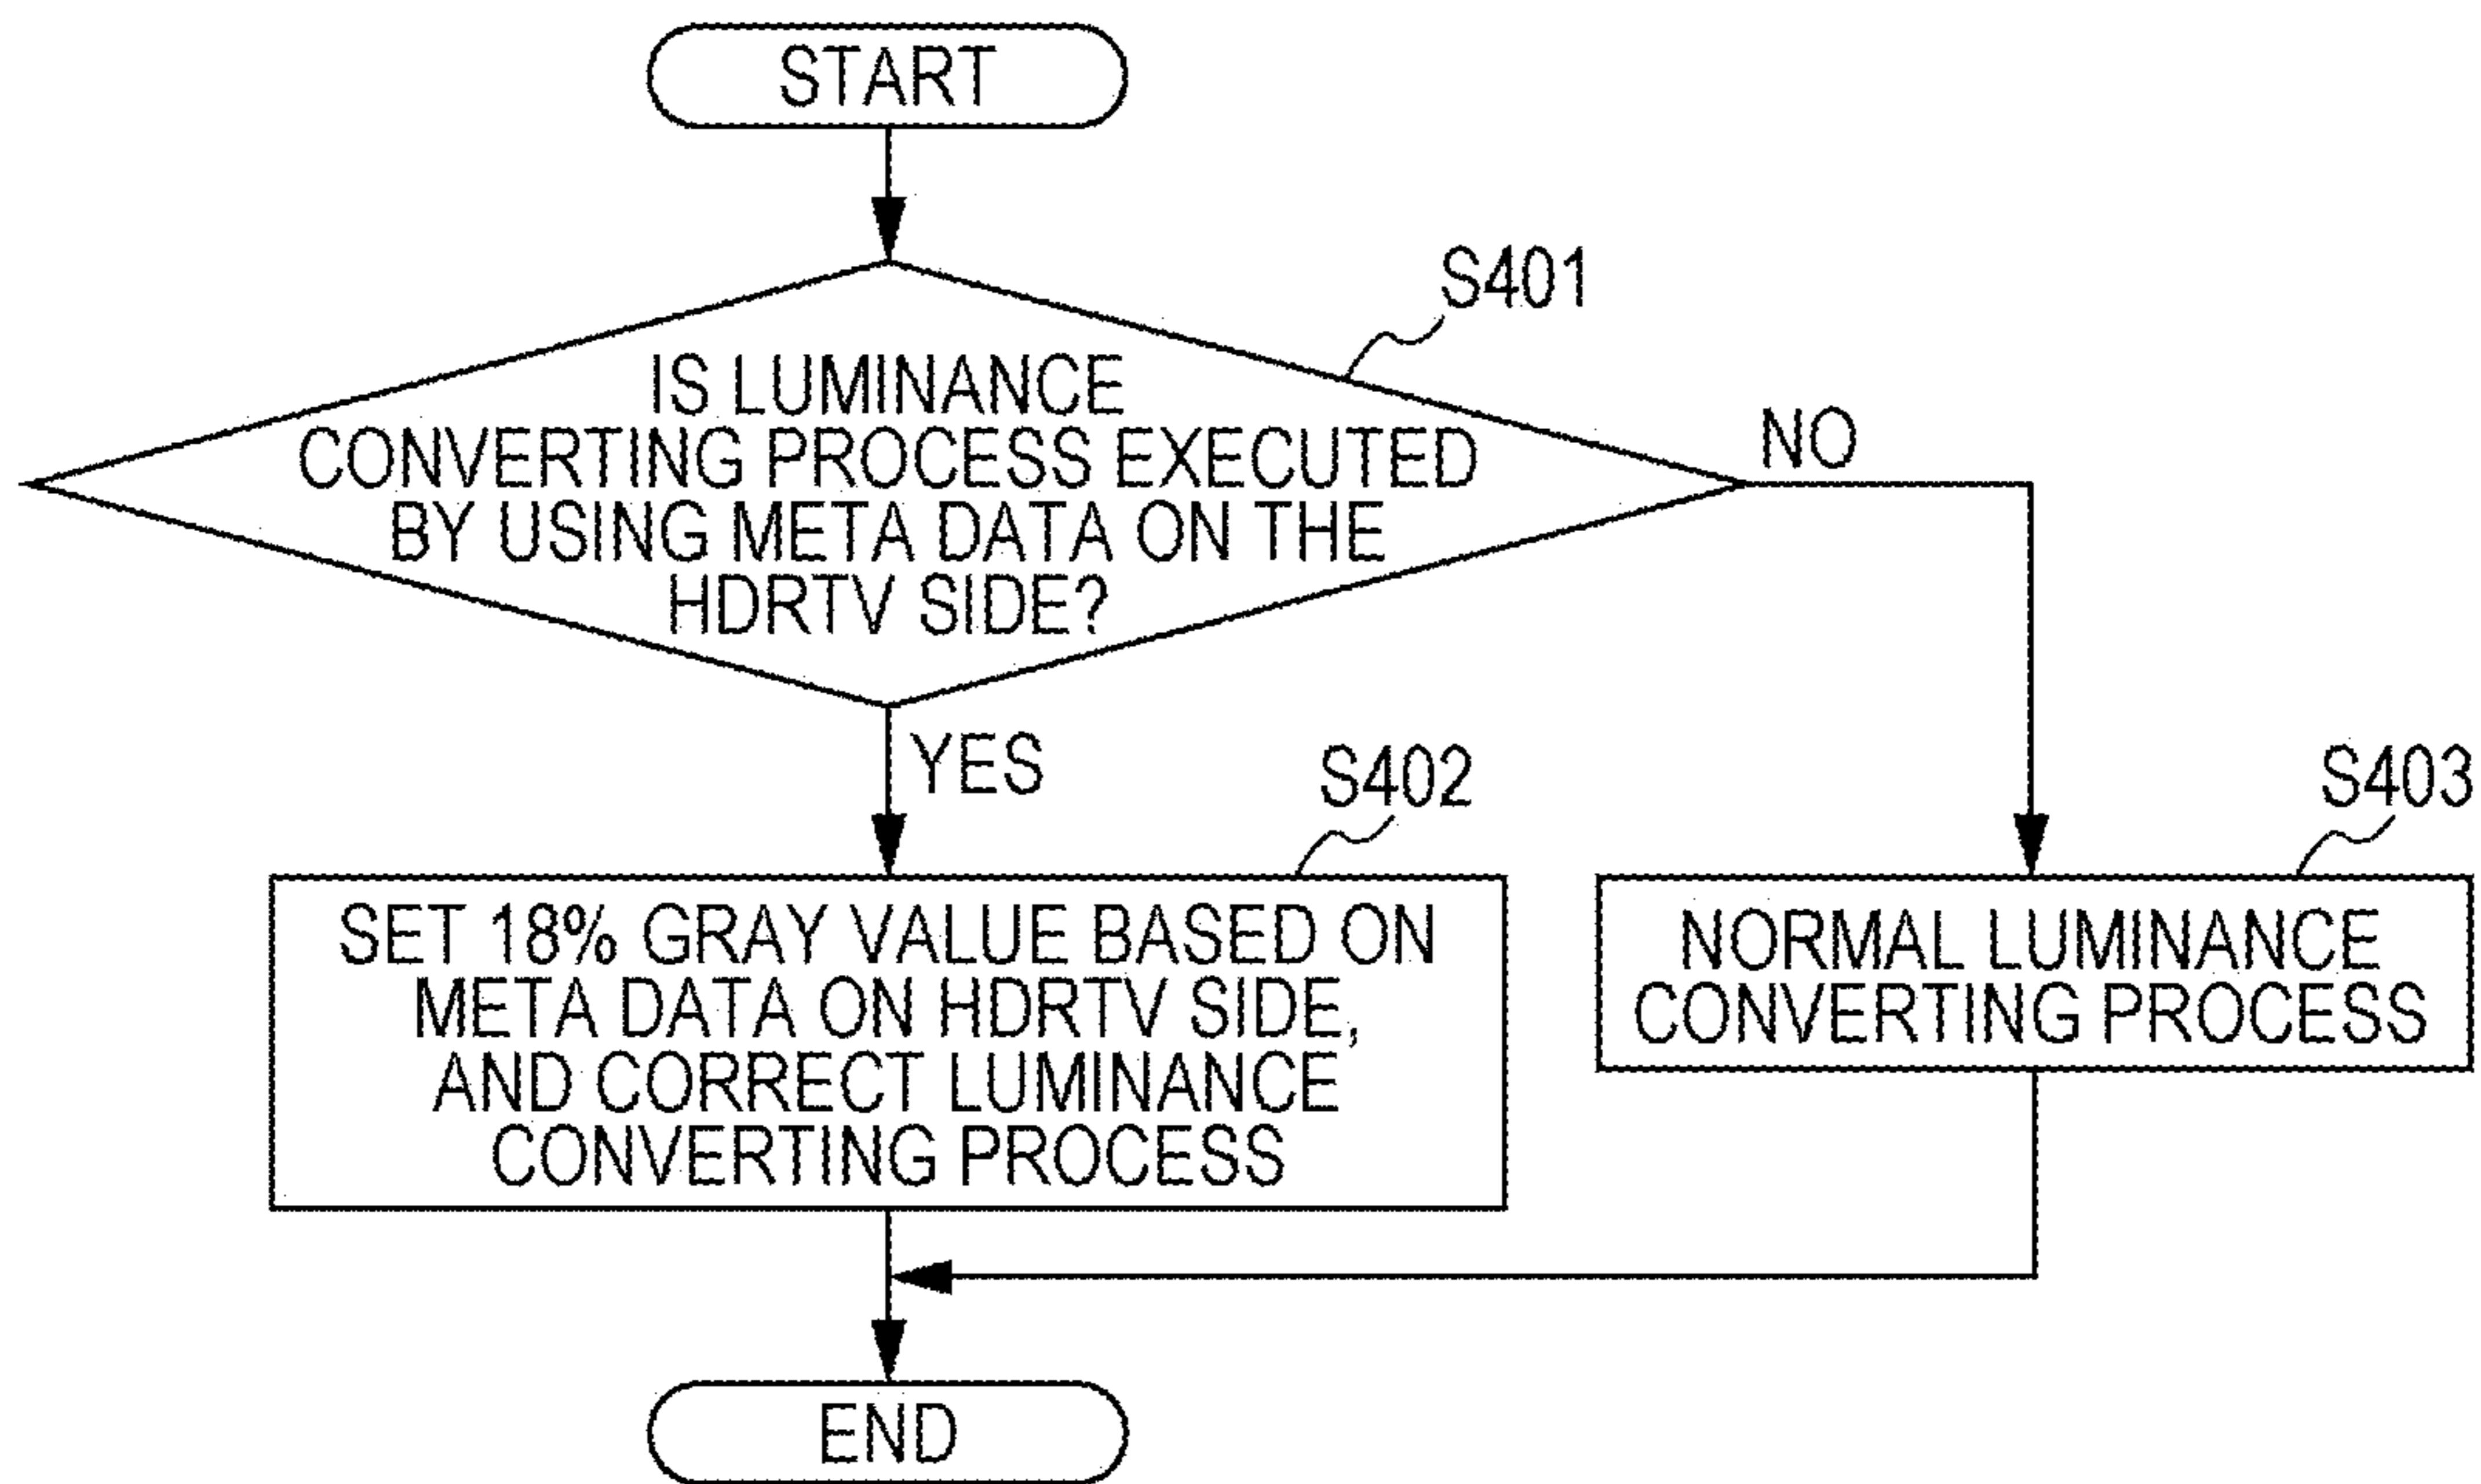 START
S401
IS LUMINANCE
CONVERTING PROCESS EXECUTED
BY USING META DATA ON THE
HDRTV SIDE?
NO
YES
S402
S403
SET 18% GRAY VALUE BASED ON
META DATA ON HDRTV SIDE,
AND CORRECT LUMINANCE
CONVERTING PROCESS
NORMAL LUMINANCE
CONVERTING PROCESS
END